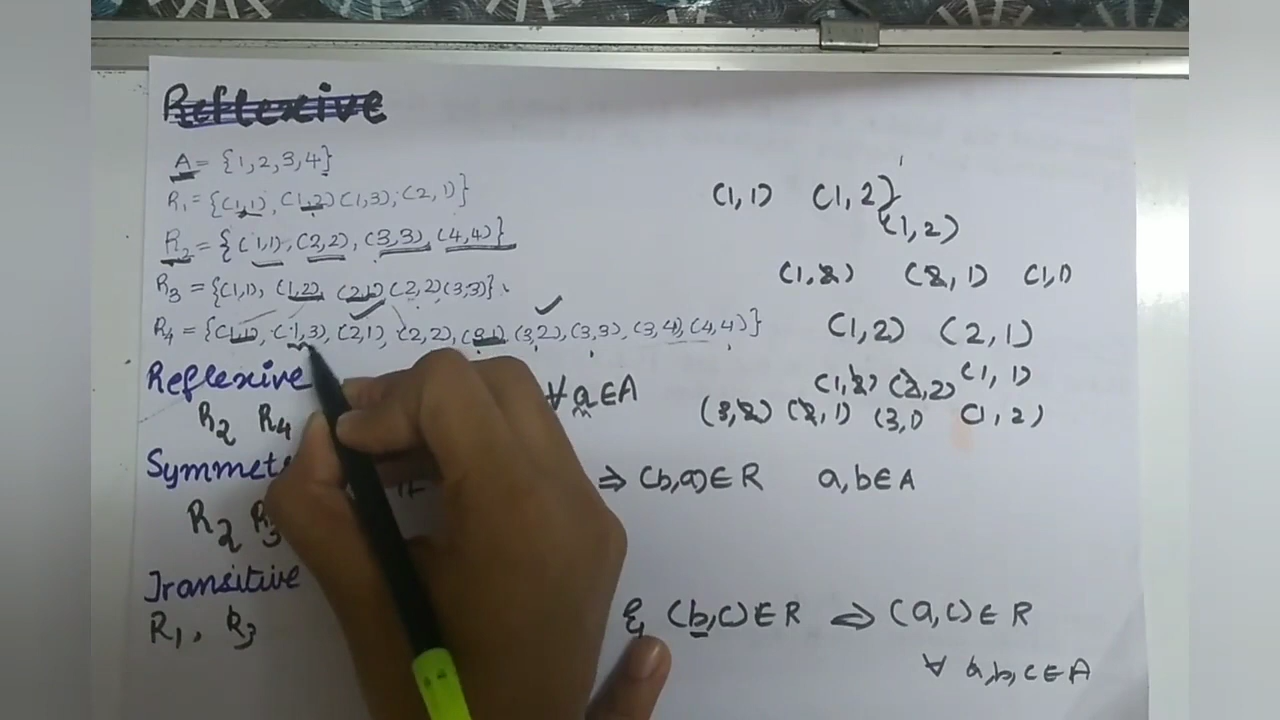 Reflexive
A = {1,2,3,4}
R₁ = {(1,1), (1,2) (1,3), (2,1)}
R₂ = {(1,1), (2,2), (3,3), (4,4)}
R₃ = {(1,1), (1,2), (2,1) (2,2) (3,3)}
R₄ = {(1,1), (1,3), (2,1), (2,2), (3,1) (3,2), (3,3), (3,4), (4,4)}
Reflexive ∀ a ∈ A
R₂ R₄
Symmet ⇒ (b,a) ∈ R a, b ∈ A
R₂ R₃
Transitive
R₁, R₃ & (b,c) ∈ R ⇒ (a,c) ∈ R
∀ a,b,c ∈ A
(1,1) (1,2)}
(1,2)
(1,2) (2,1) (1,1)
(1,2) (2,1)
(1,2) (2,2) (1,1)
(3,2) (2,1) (3,1) (1,2)